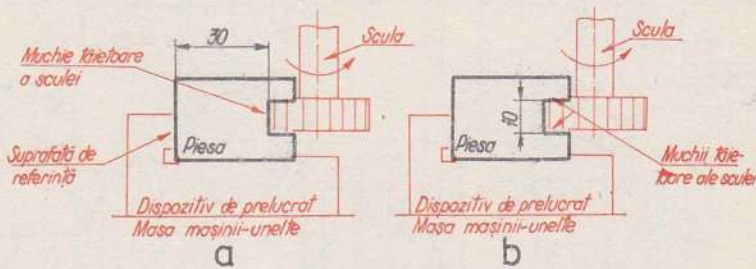 30
Scula
Muchie tăietoare
a sculei
Suprafață de
referință
Piesa
Dispozitiv de prelucrat
Masa mașinii-unelte
a
Scula
10
Piesa
Muchii tăie-
toare ale sculei
Dispozitiv de prelucrat
Masa mașinii-unelte
b